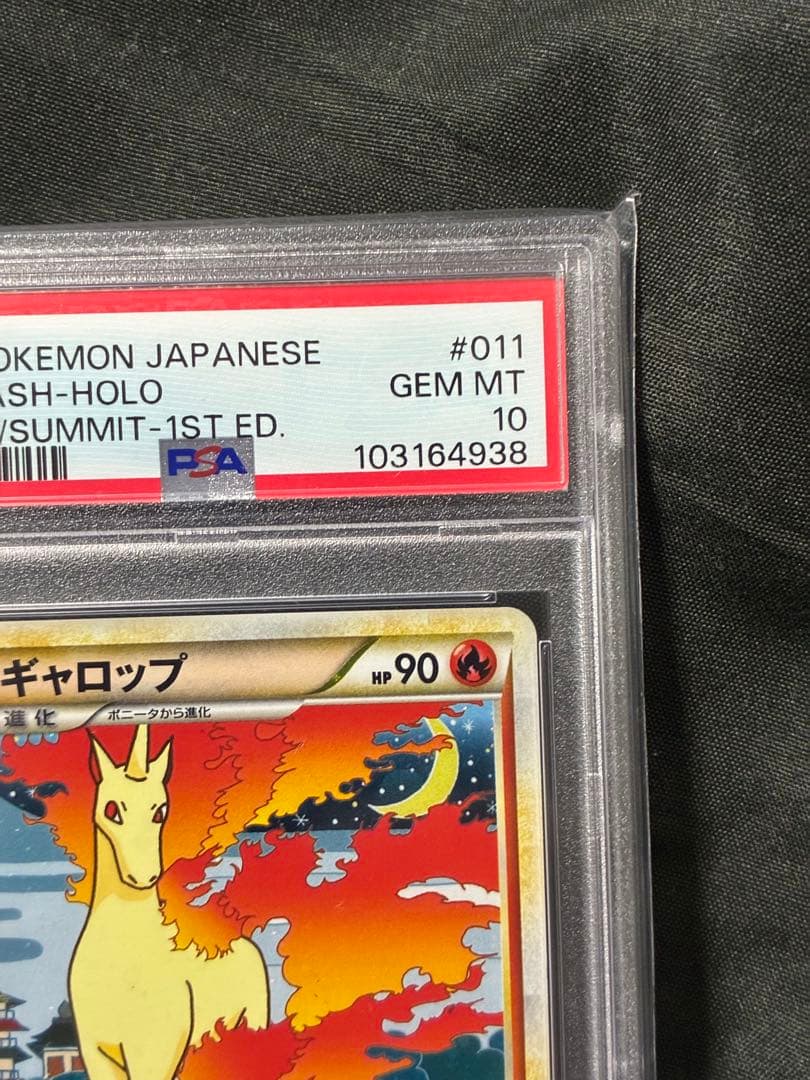 OKEMON JAPANESE #011
ASH-HOLO GEM MT
/SUMMIT-1ST ED. 10
PSA 103164938
ギャロップ HP90
進化 ポニータから進化